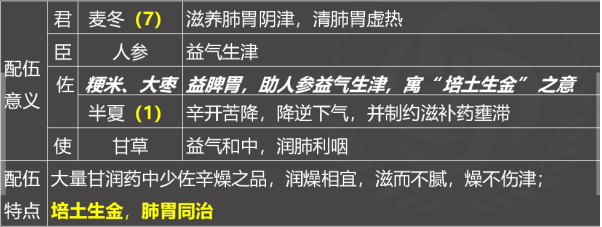 配伍意义
君 麦冬（7） 滋养肺胃阴津，清肺胃虚热
臣 人参 益气生津
佐 粳米、大枣 益脾胃，助人参益气生津，寓“培土生金”之意
半夏（1） 辛开苦降，降逆下气，并制约滋补药壅滞
使 甘草 益气和中，润肺利咽
配伍特点
大量甘润药中少佐辛燥之品，润燥相宜，滋而不腻，燥不伤津；
培土生金，肺胃同治